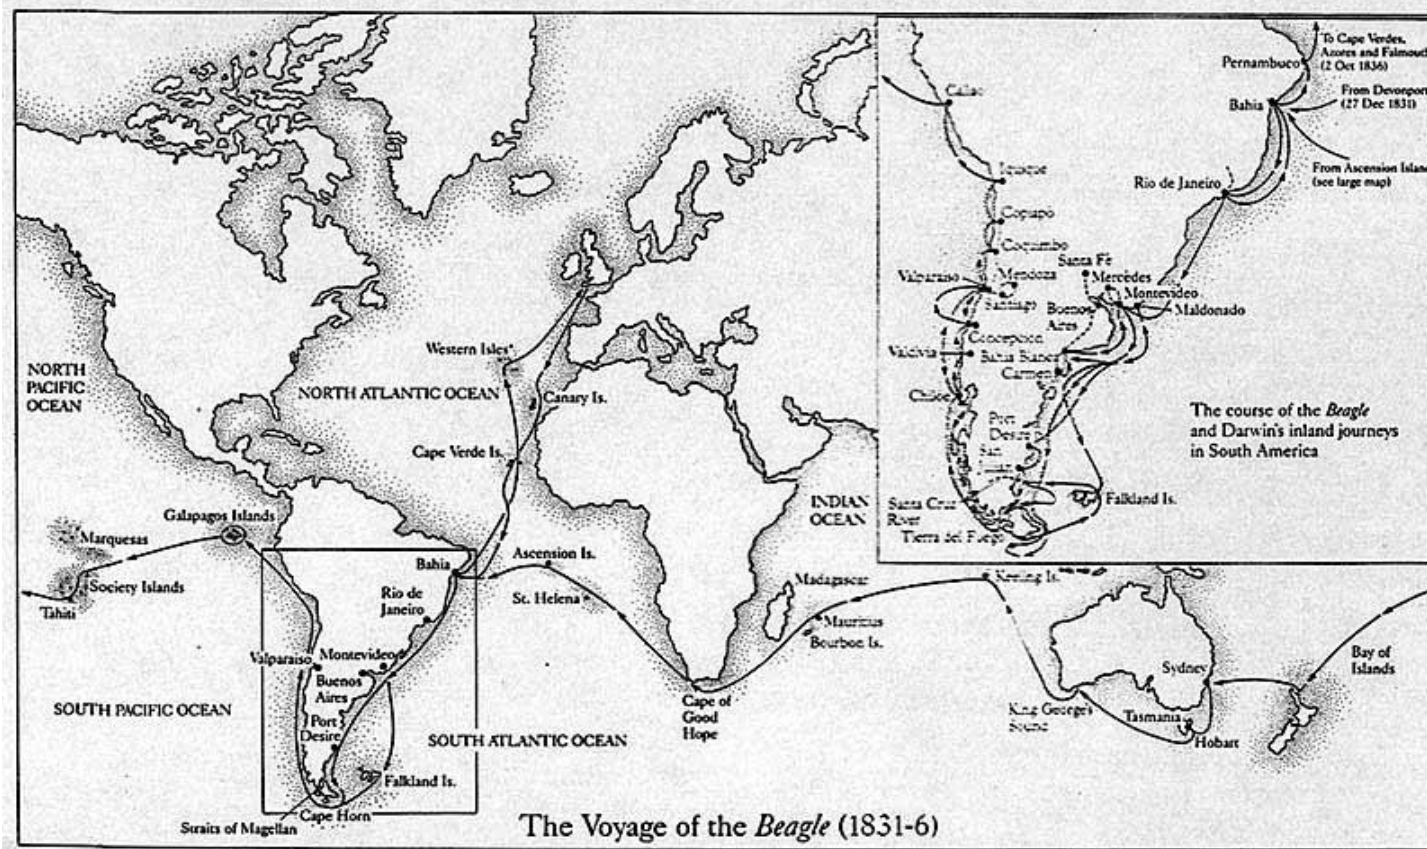 NORTH
PACIFIC
OCEAN
Western Isles
NORTH ATLANTIC OCEAN
Canary Is.
Cape Verde Is.
Galapagos Islands
Marquesas
Society Islands
Tahiti
INDIAN
OCEAN
Bahia
Ascension Is.
Rio de
Janeiro
St. Helena
Madagascar
Keeling Is.
Mauritius
Bourbon Is.
Valparaiso
Montevideo
Buenos
Aires
Sydney
Bay of
Islands
SOUTH PACIFIC OCEAN
Port
Desire
SOUTH ATLANTIC OCEAN
Cape of
Good
Hope
King George's
Sound
Tasmania
Hobart
Falkland Is.
Cape Horn
Straits of Magellan
The Voyage of the Beagle (1831-6)
To Cape Verdes,
Azores and Falmouth
(2 Oct 1836)
Pernambuco
Callao
Bahia
From Devonport
(27 Dec 1831)
From Ascension Island
(see large map)
Iquique
Rio de Janeiro
Copiapó
Coquimbo
Santa Fé
Valparaiso
Mendoza
Mercedes
Santiago
Montevideo
Buenos
Aires
Maldonado
Concepcion
Valdivia
Bahia Blanca
Carmen
Chiloe
Port
Desire
San
The course of the Beagle
and Darwin's inland journeys
in South America
Santa Cruz
River
Falkland Is.
Tierra del Fuego